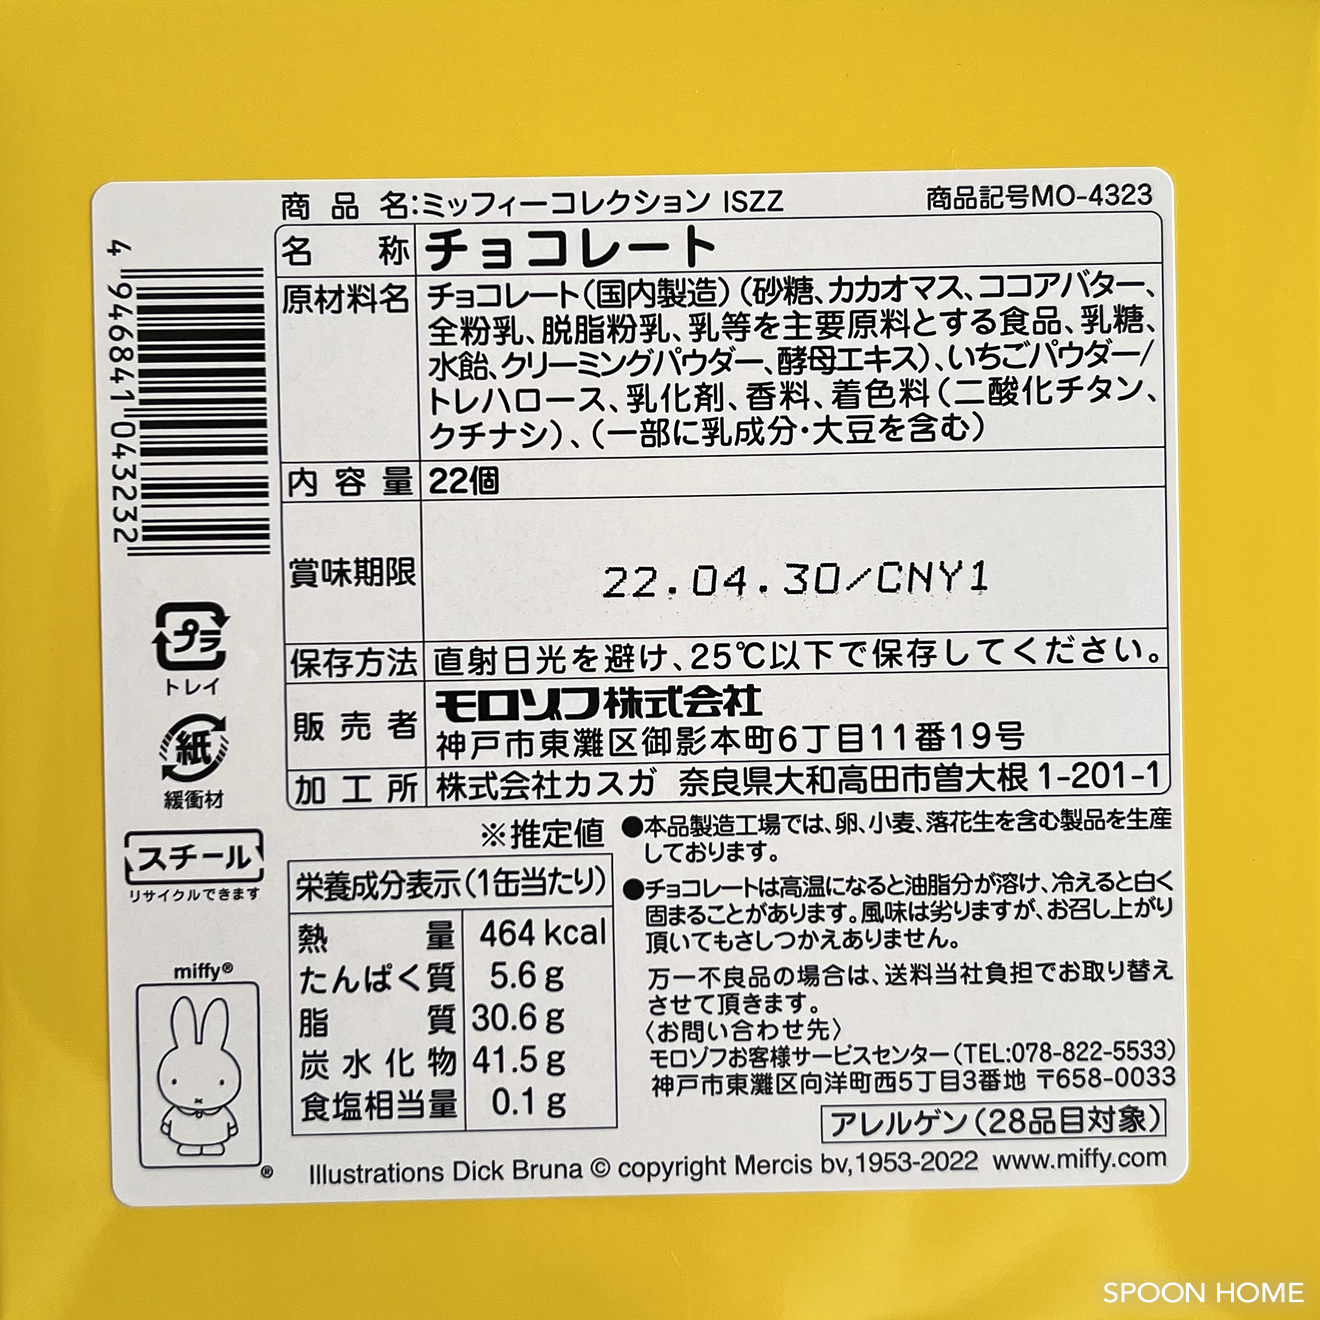 商品名:ミッフィーコレクション ISZZ 商品記号MO-4323
名称 チョコレート
原材料名 チョコレート(国内製造)(砂糖、カカオマス、ココアバター、
全粉乳、脱脂粉乳、乳等を主要原料とする食品、乳糖、
水飴、クリーミングパウダー、酵母エキス)、いちごパウダー/
トレハロース、乳化剤、香料、着色料(二酸化チタン、
クチナシ)、(一部に乳成分・大豆を含む)
内容量 22個
賞味期限 22.04.30/CNY1
保存方法 直射日光を避け、25℃以下で保存してください。
販売者 モロゾフ株式会社
神戸市東灘区御影本町6丁目11番19号
加工所 株式会社カスガ 奈良県大和高田市曽大根1-201-1
4 946841 043232
プラ
トレイ
紙
緩衝材
スチール
リサイクルできます
miffy®
®
※推定値
栄養成分表示(1缶当たり)
熱量 464 kcal
たんぱく質 5.6 g
脂質 30.6 g
炭水化物 41.5 g
食塩相当量 0.1 g
●本品製造工場では、卵、小麦、落花生を含む製品を生産
しております。
●チョコレートは高温になると油脂分が溶け、冷えると白く
固まることがあります。風味は劣りますが、お召し上がり
頂いてもさしつかえありません。
万一不良品の場合は、送料当社負担でお取り替え
させて頂きます。
〈お問い合わせ先〉
モロゾフお客様サービスセンター(TEL:078-822-5533)
神戸市東灘区向洋町西5丁目3番地 〒658-0033
アレルゲン(28品目対象)
Illustrations Dick Bruna © copyright Mercis bv,1953-2022 www.miffy.com
SPOON HOME